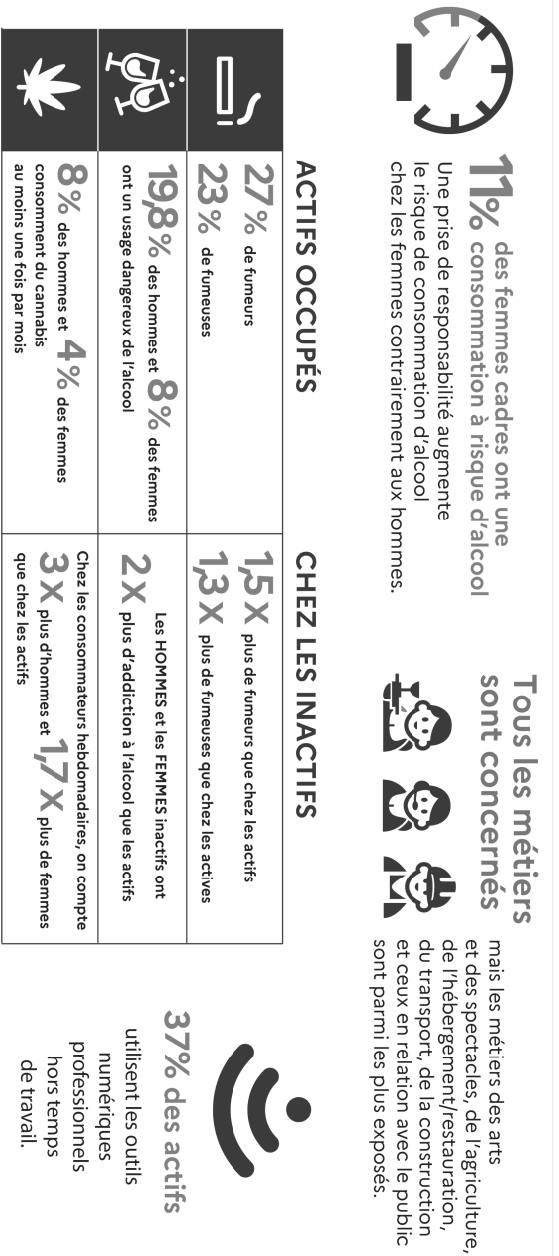 11% des femmes cadres ont une
consommation à risque d'alcool
Une prise de responsabilité augmente
le risque de consommation d'alcool
chez les femmes contrairement aux hommes.
Tous les métiers
sont concernés
mais les métiers des arts
et des spectacles, de l'agriculture,
de l'hébergement/restauration,
du transport, de la construction
et ceux en relation avec le public
sont parmi les plus exposés.
ACTIFS OCCUPÉS
27% de fumeurs
23% de fumeuses
19,8% des hommes et 8% des femmes
ont un usage dangereux de l'alcool
8% des hommes et 4% des femmes
consomment du cannabis
au moins une fois par mois
CHEZ LES INACTIFS
1,5X plus de fumeurs que chez les actifs
1,3X plus de fumeuses que chez les actives
Les HOMMES et les FEMMES inactifs ont
2X plus d'addiction à l'alcool que les actifs
Chez les consommateurs hebdomadaires, on compte
3X plus d'hommes et 1,7X plus de femmes
que chez les actifs
37% des actifs
utilisent les outils
numériques
professionnels
hors temps
de travail.